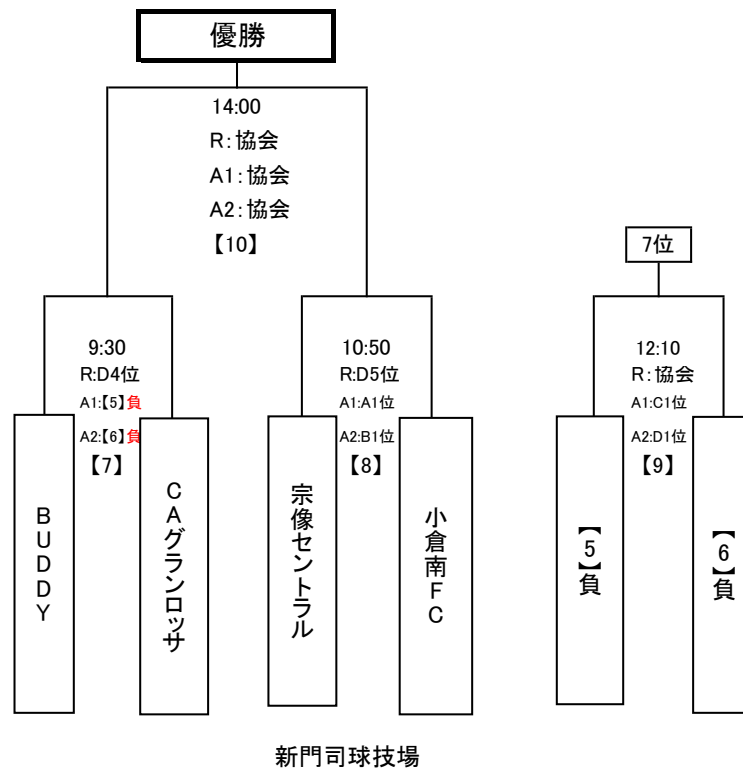 優勝
14:00
R:協会
A1:協会
A2:協会
【10】
7位
9:30
R:D4位
A1:【5】負
A2:【6】負
【7】
10:50
R:D5位
A1:A1位
A2:B1位
【8】
12:10
R:協会
A1:C1位
A2:D1位
【9】
BUDDY
CAグランロッサ
宗像セントラル
小倉南FC
【5】負
【6】負
新門司球技場